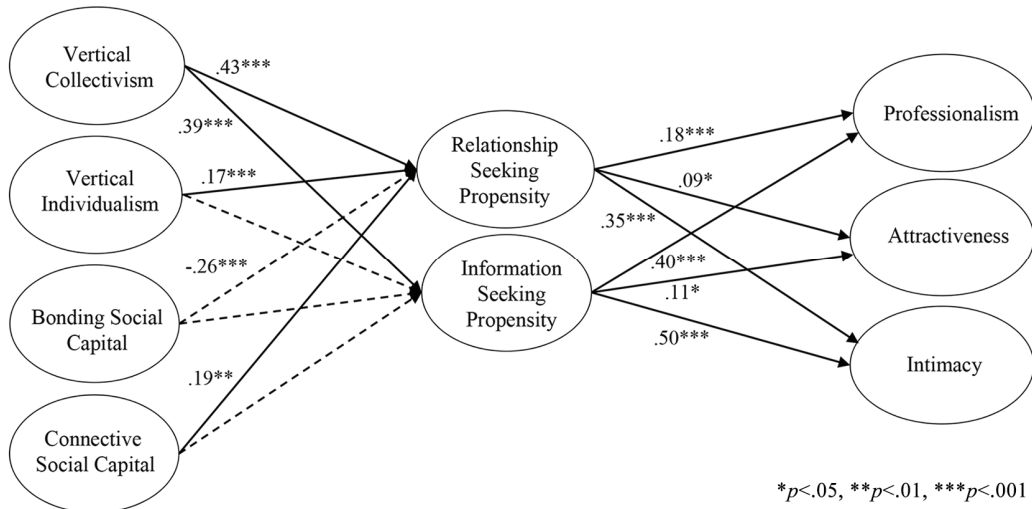 Vertical
Collectivism
Vertical
Individualism
Bonding Social
Capital
Connective
Social Capital
.43***
.39***
.17***
-.26***
.19**
Relationship
Seeking
Propensity
Information
Seeking
Propensity
.18***
.09*
.35***
.40***
.11*
.50***
Professionalism
Attractiveness
Intimacy
*p<.05, **p<.01, ***p<.001